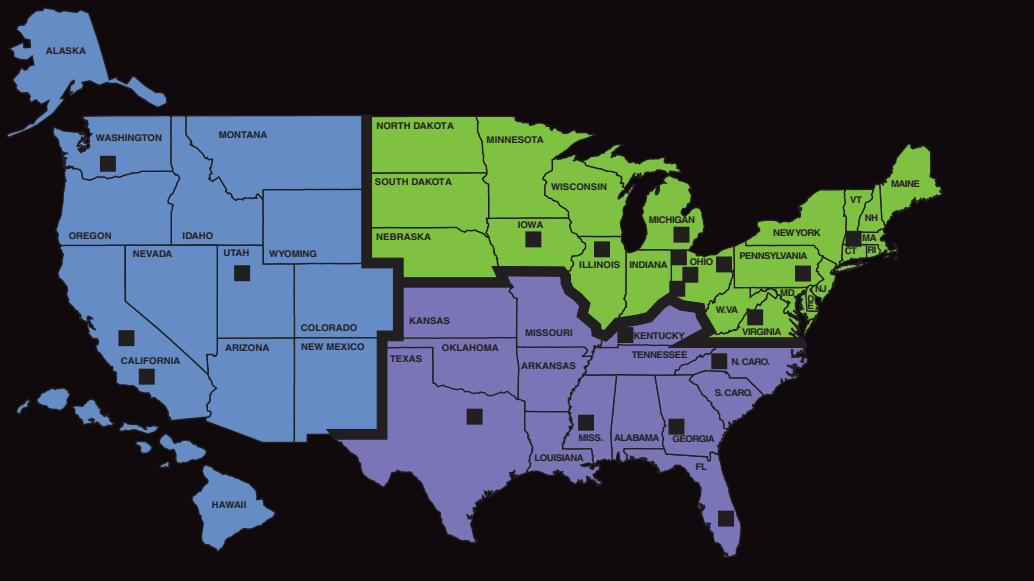 ALASKA
WASHINGTON
MONTANA
NORTH DAKOTA
MINNESOTA
SOUTH DAKOTA
WISCONSIN
MAINE
VT
NH
OREGON
IDAHO
NEBRASKA
IOWA
MICHIGAN
NEW YORK
MA
NEVADA
UTAH
WYOMING
ILLINOIS
INDIANA
OHIO
PENNSYLVANIA
CT
RI
NJ
MD
D
E
W.VA
VIRGINIA
COLORADO
KANSAS
MISSOURI
KENTUCKY
CALIFORNIA
ARIZONA
NEW MEXICO
TEXAS
OKLAHOMA
ARKANSAS
TENNESSEE
N. CARO.
S. CARO.
MISS.
ALABAMA
GEORGIA
LOUISIANA
FL
HAWAII